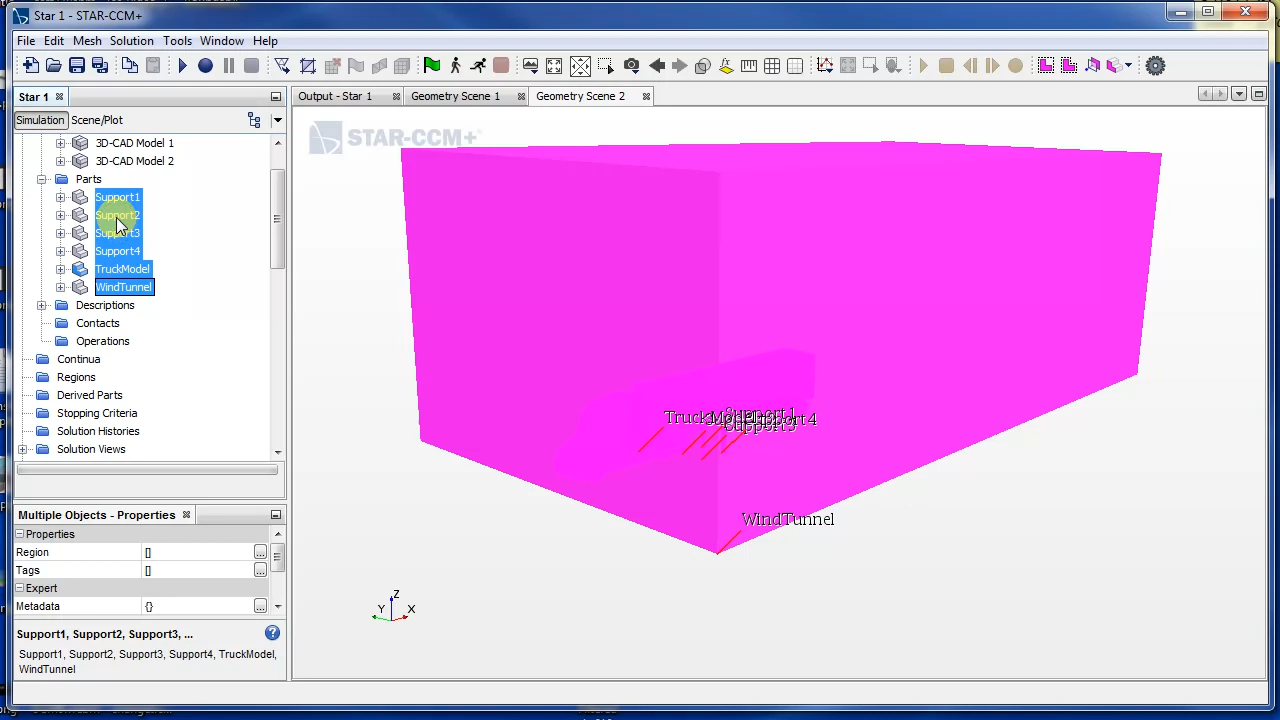 Star 1 - STAR-CCM+
File Edit Mesh Solution Tools Window Help
Star 1
Output - Star 1
Geometry Scene 1
Geometry Scene 2
Simulation Scene/Plot
3D-CAD Model 1
3D-CAD Model 2
Parts
Support1
Support2
Support3
Support4
TruckModel
WindTunnel
Descriptions
Contacts
Operations
Continua
Regions
Derived Parts
Stopping Criteria
Solution Histories
Solution Views
Multiple Objects - Properties
Properties
Region []
Tags []
Expert
Metadata {}
Support1, Support2, Support3, ...
Support1, Support2, Support3, Support4, TruckModel,
WindTunnel
STAR-CCM+
Support1
TruckModel
Support4
WindTunnel
Z
Y X